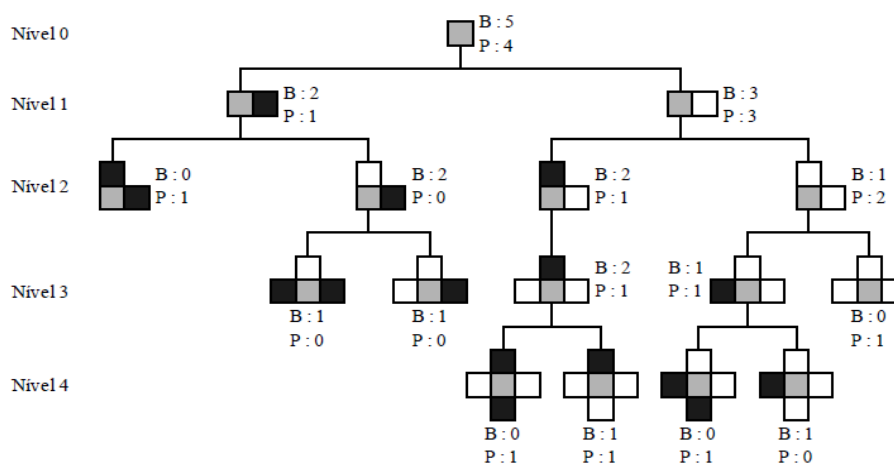 Nível 0
B : 5
P : 4
Nível 1
B : 2
P : 1
B : 3
P : 3
Nível 2
B : 0
P : 1
B : 2
P : 0
B : 2
P : 1
B : 1
P : 2
Nível 3
B : 1
P : 0
B : 1
P : 0
B : 2
P : 1
B : 1
P : 1
B : 0
P : 1
Nível 4
B : 0
P : 1
B : 1
P : 1
B : 0
P : 1
B : 1
P : 0